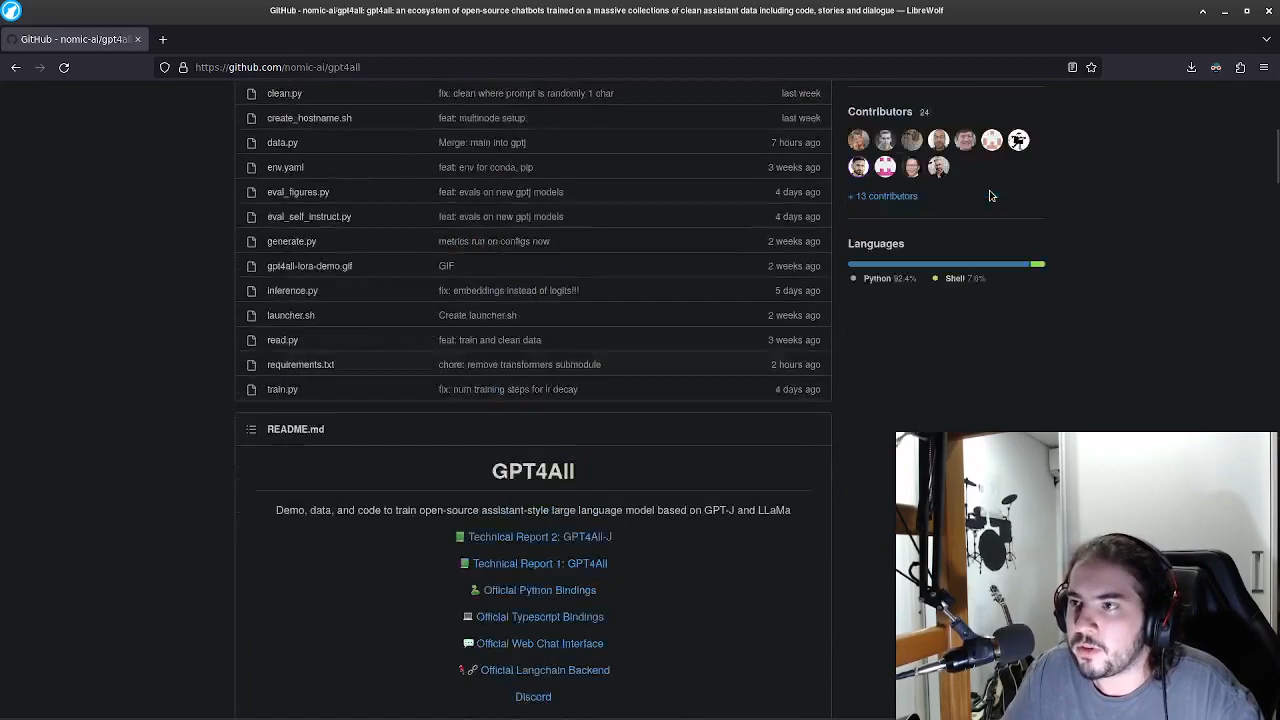 GitHub - nomic-ai/gpt4all: gpt4all: an ecosystem of open-source chatbots trained on a massive collections of clean assistant data including code, stories and dialogue — LibreWolf
GitHub - nomic-ai/gpt4all
https://github.com/nomic-ai/gpt4all
clean.py fix: clean where prompt is randomly 1 char last week
create_hostname.sh feat: multinode setup last week
data.py Merge: main into gptj 7 hours ago
env.yaml feat: env for conda, pip 3 weeks ago
eval_figures.py feat: evals on new gptj models 4 days ago
eval_self_instruct.py feat: evals on new gptj models 4 days ago
generate.py metrics run on configs now 2 weeks ago
gpt4all-lora-demo.gif GIF 2 weeks ago
inference.py fix: embeddings instead of logits!!! 5 days ago
launcher.sh Create launcher.sh 2 weeks ago
read.py feat: train and clean data 3 weeks ago
requirements.txt chore: remove transformers submodule 2 hours ago
train.py fix: num training steps for lr decay 4 days ago
README.md
GPT4All
Demo, data, and code to train open-source assistant-style large language model based on GPT-J and LLaMa
Technical Report 2: GPT4All-J
Technical Report 1: GPT4All
Official Python Bindings
Official Typescript Bindings
Official Web Chat Interface
Official Langchain Backend
Discord
Contributors 24
+ 13 contributors
Languages
Python 92.4% Shell 7.6%